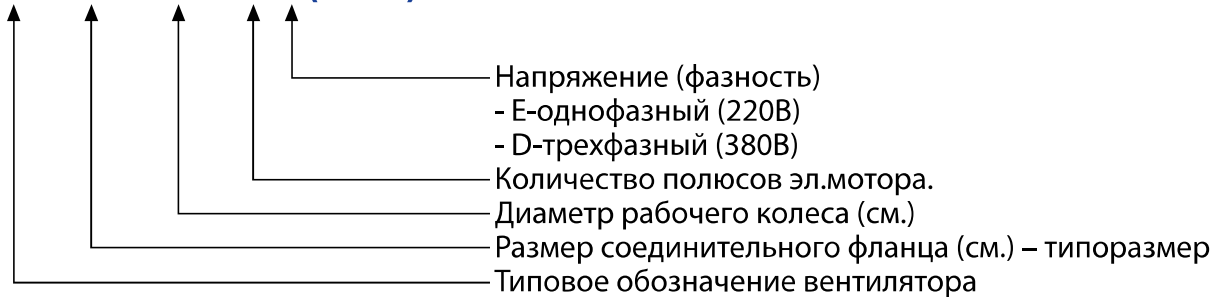 Напряжение (фазность)
- Е-однофазный (220В)
- D-трехфазный (380В)
Количество полюсов эл.мотора.
Диаметр рабочего колеса (см.)
Размер соединительного фланца (см.) – типоразмер
Типовое обозначение вентилятора